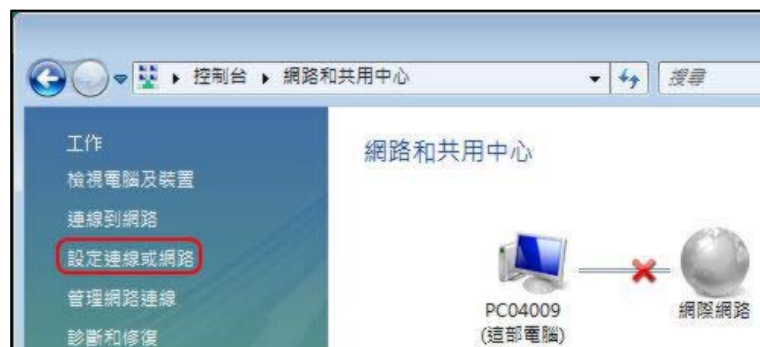 控制台 網路和共用中心 搜尋
工作
檢視電腦及裝置
連線到網路
設定連線或網路
管理網路連線
診斷和修復
網路和共用中心
PC04009
(這部電腦)
網際網路